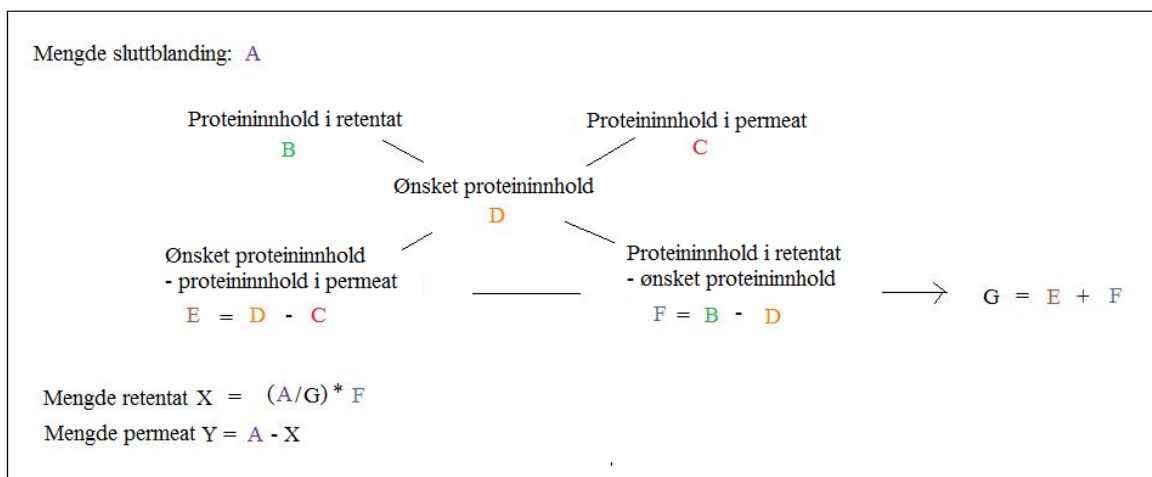 Mengde sluttblanding: A
Proteininnhold i retentat
B
Proteininnhold i permeat
C
Ønsket proteininnhold
D
Ønsket proteininnhold
- proteininnhold i permeat
E = D - C
Proteininnhold i retentat
- ønsket proteininnhold
F = B - D
G = E + F
Mengde retentat X = (A/G) * F
Mengde permeat Y = A - X